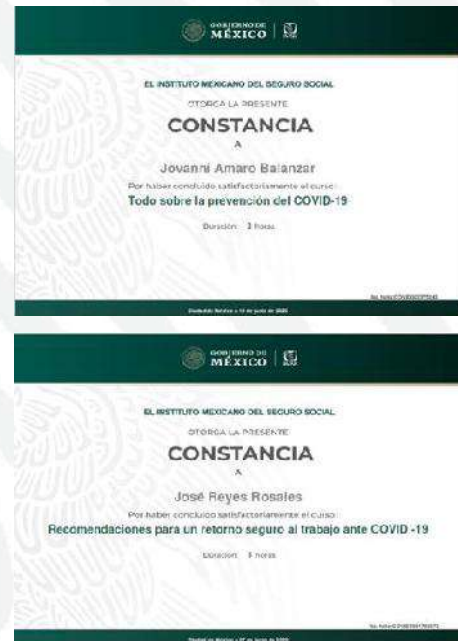 GOBIERNO DE
MÉXICO
EL INSTITUTO MEXICANO DEL SEGURO SOCIAL
OTORGA LA PRESENTE
CONSTANCIA
A
Jovanni Amaro Balanzar
Por haber concluido satisfactoriamente el curso:
Todo sobre la prevención del COVID-19
Duración: 3 horas
GOBIERNO DE
MÉXICO
EL INSTITUTO MEXICANO DEL SEGURO SOCIAL
OTORGA LA PRESENTE
CONSTANCIA
A
José Reyes Rosales
Por haber concluido satisfactoriamente el curso:
Recomendaciones para un retorno seguro al trabajo ante COVID -19
Duración: horas